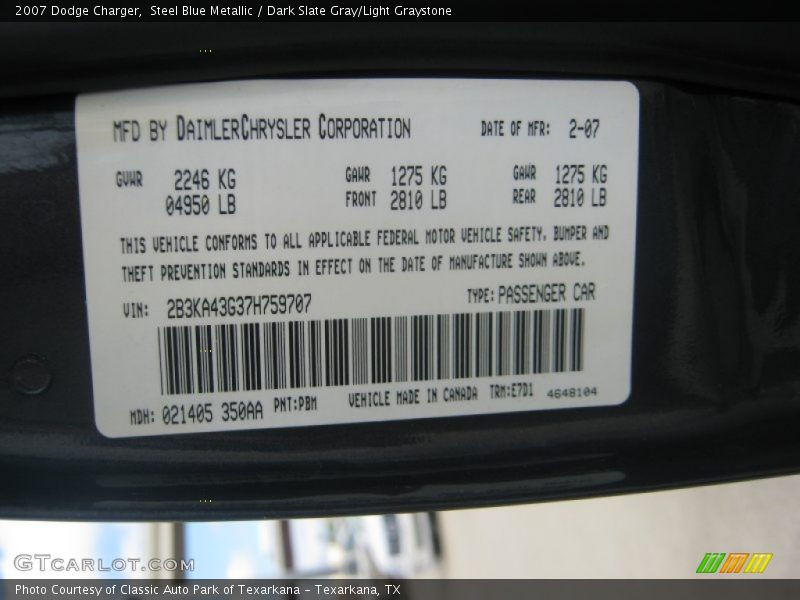 2007 Dodge Charger,  Steel Blue Metallic / Dark Slate Gray/Light Graystone
MFD BY DAIMLERCHRYSLER CORPORATION DATE OF MFR: 2-07
GVWR 2246 KG GAWR 1275 KG GAWR 1275 KG
04950 LB FRONT 2810 LB REAR 2810 LB
THIS VEHICLE CONFORMS TO ALL APPLICABLE FEDERAL MOTOR VEHICLE SAFETY, BUMPER AND
THEFT PREVENTION STANDARDS IN EFFECT ON THE DATE OF MANUFACTURE SHOWN ABOVE.
VIN: 2B3KA43G37H759707 TYPE: PASSENGER CAR
MDH: 021405 350AA PNT:PBM VEHICLE MADE IN CANADA TRM:E7D1 4648104
GTcarlot.com
Photo Courtesy of Classic Auto Park of Texarkana - Texarkana, TX